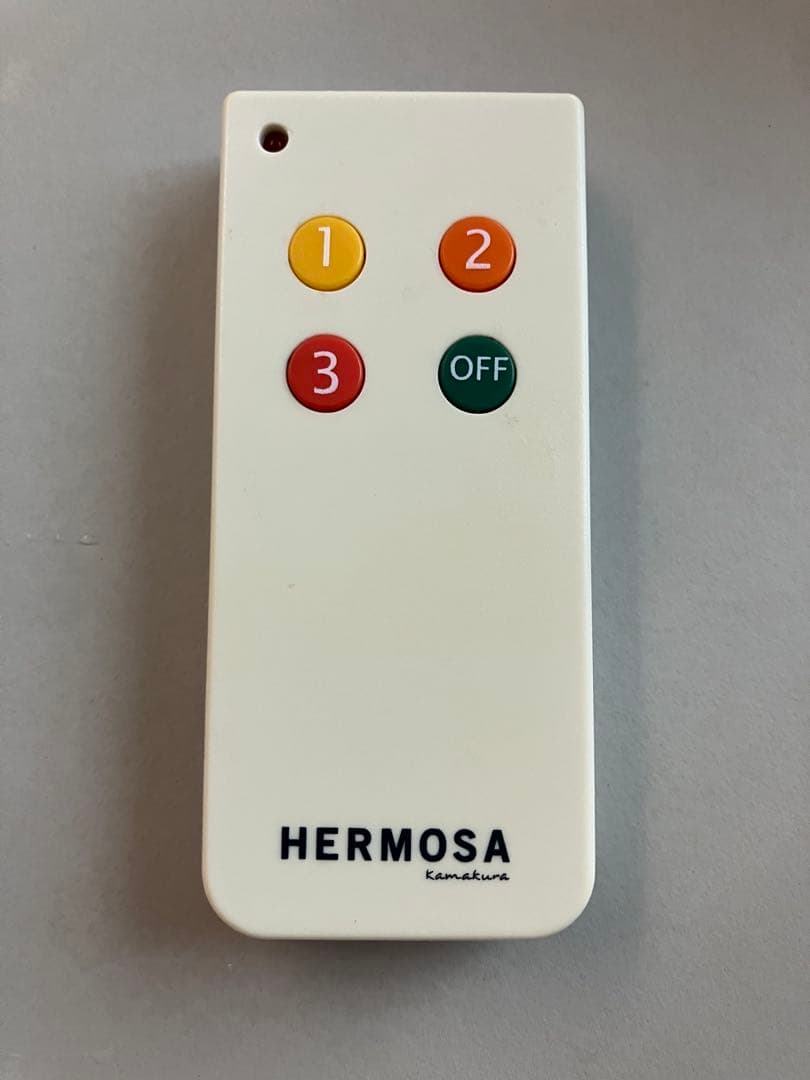 1 2
3 OFF
HERMOSA
Kamakura